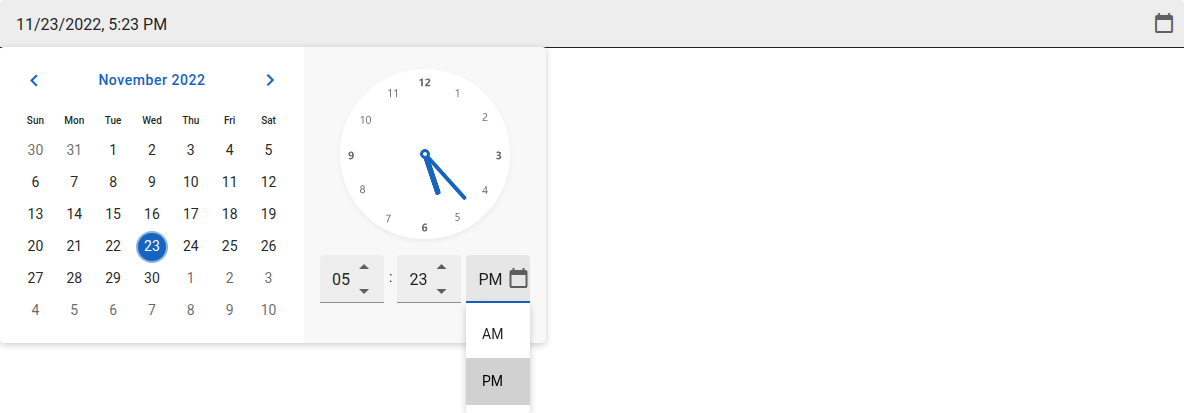 11/23/2022, 5:23 PM
November 2022
Sun Mon Tue Wed Thu Fri Sat
30 31 1 2 3 4 5
6 7 8 9 10 11 12
13 14 15 16 17 18 19
20 21 22 23 24 25 26
27 28 29 30 1 2 3
4 5 6 7 8 9 10
12
11 1
10 2
9 3
8 4
7 5
6
05 : 23 PM
AM
PM